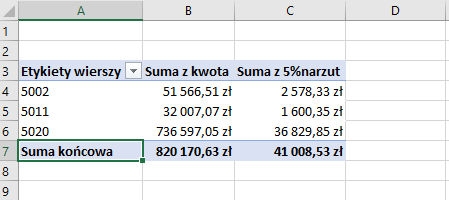 A B C D
1
2
3 Etykiety wierszy Suma z kwota Suma z 5%narzut
4 5002 51 566,51 zł 2 578,33 zł
5 5011 32 007,07 zł 1 600,35 zł
6 5020 736 597,05 zł 36 829,85 zł
7 Suma końcowa 820 170,63 zł 41 008,53 zł
8
9